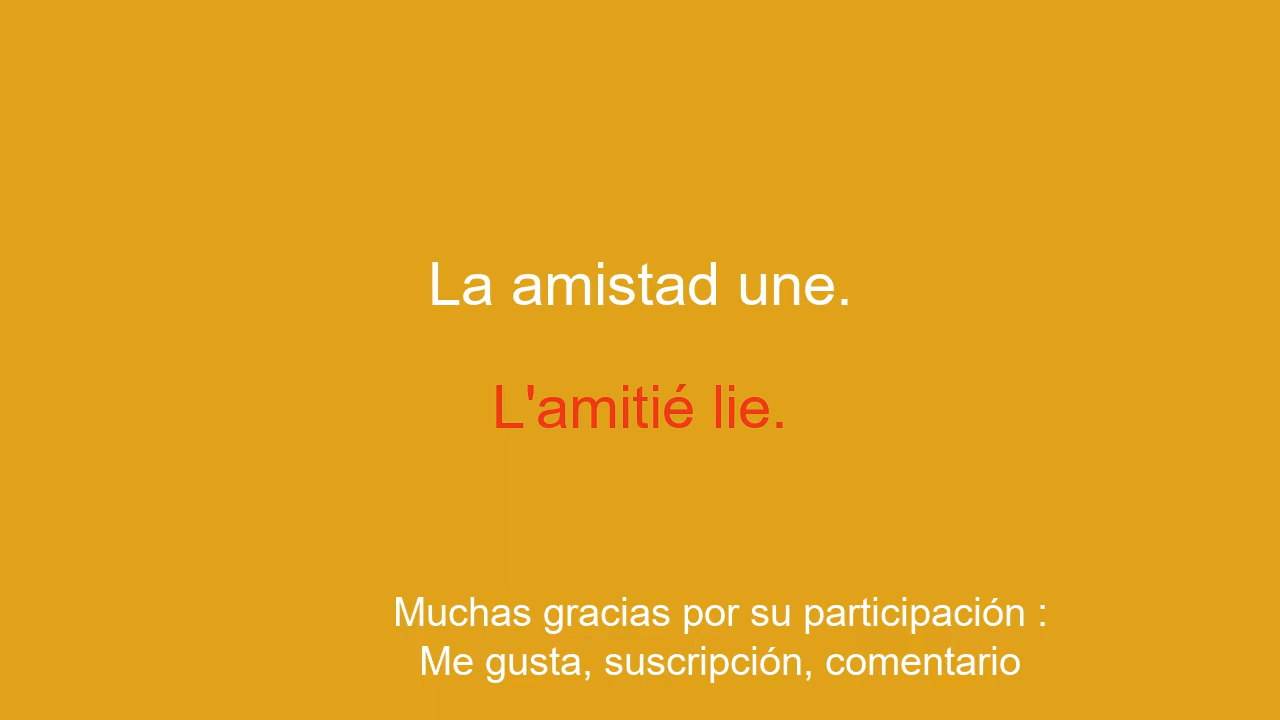 La amistad une.
L'amitié lie.
Muchas gracias por su participación :
Me gusta, suscripción, comentario